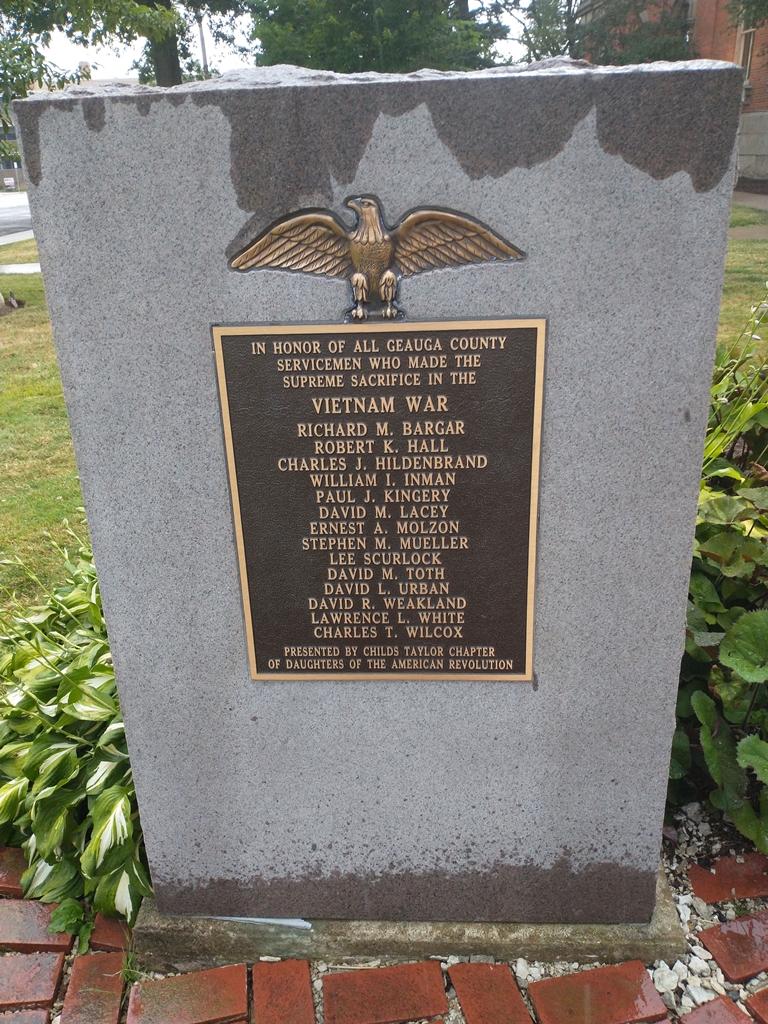 IN HONOR OF ALL GEAUGA COUNTY
SERVICEMEN WHO MADE THE
SUPREME SACRIFICE IN THE
VIETNAM WAR
RICHARD M. BARGAR
ROBERT K. HALL
CHARLES J. HILDENBRAND
WILLIAM I. INMAN
PAUL J. KINGERY
DAVID M. LACEY
ERNEST A. MOLZON
STEPHEN M. MUELLER
LEE SCURLOCK
DAVID M. TOTH
DAVID L. URBAN
DAVID R. WEAKLAND
LAWRENCE L. WHITE
CHARLES T. WILCOX
PRESENTED BY CHILDS TAYLOR CHAPTER
OF DAUGHTERS OF THE AMERICAN REVOLUTION